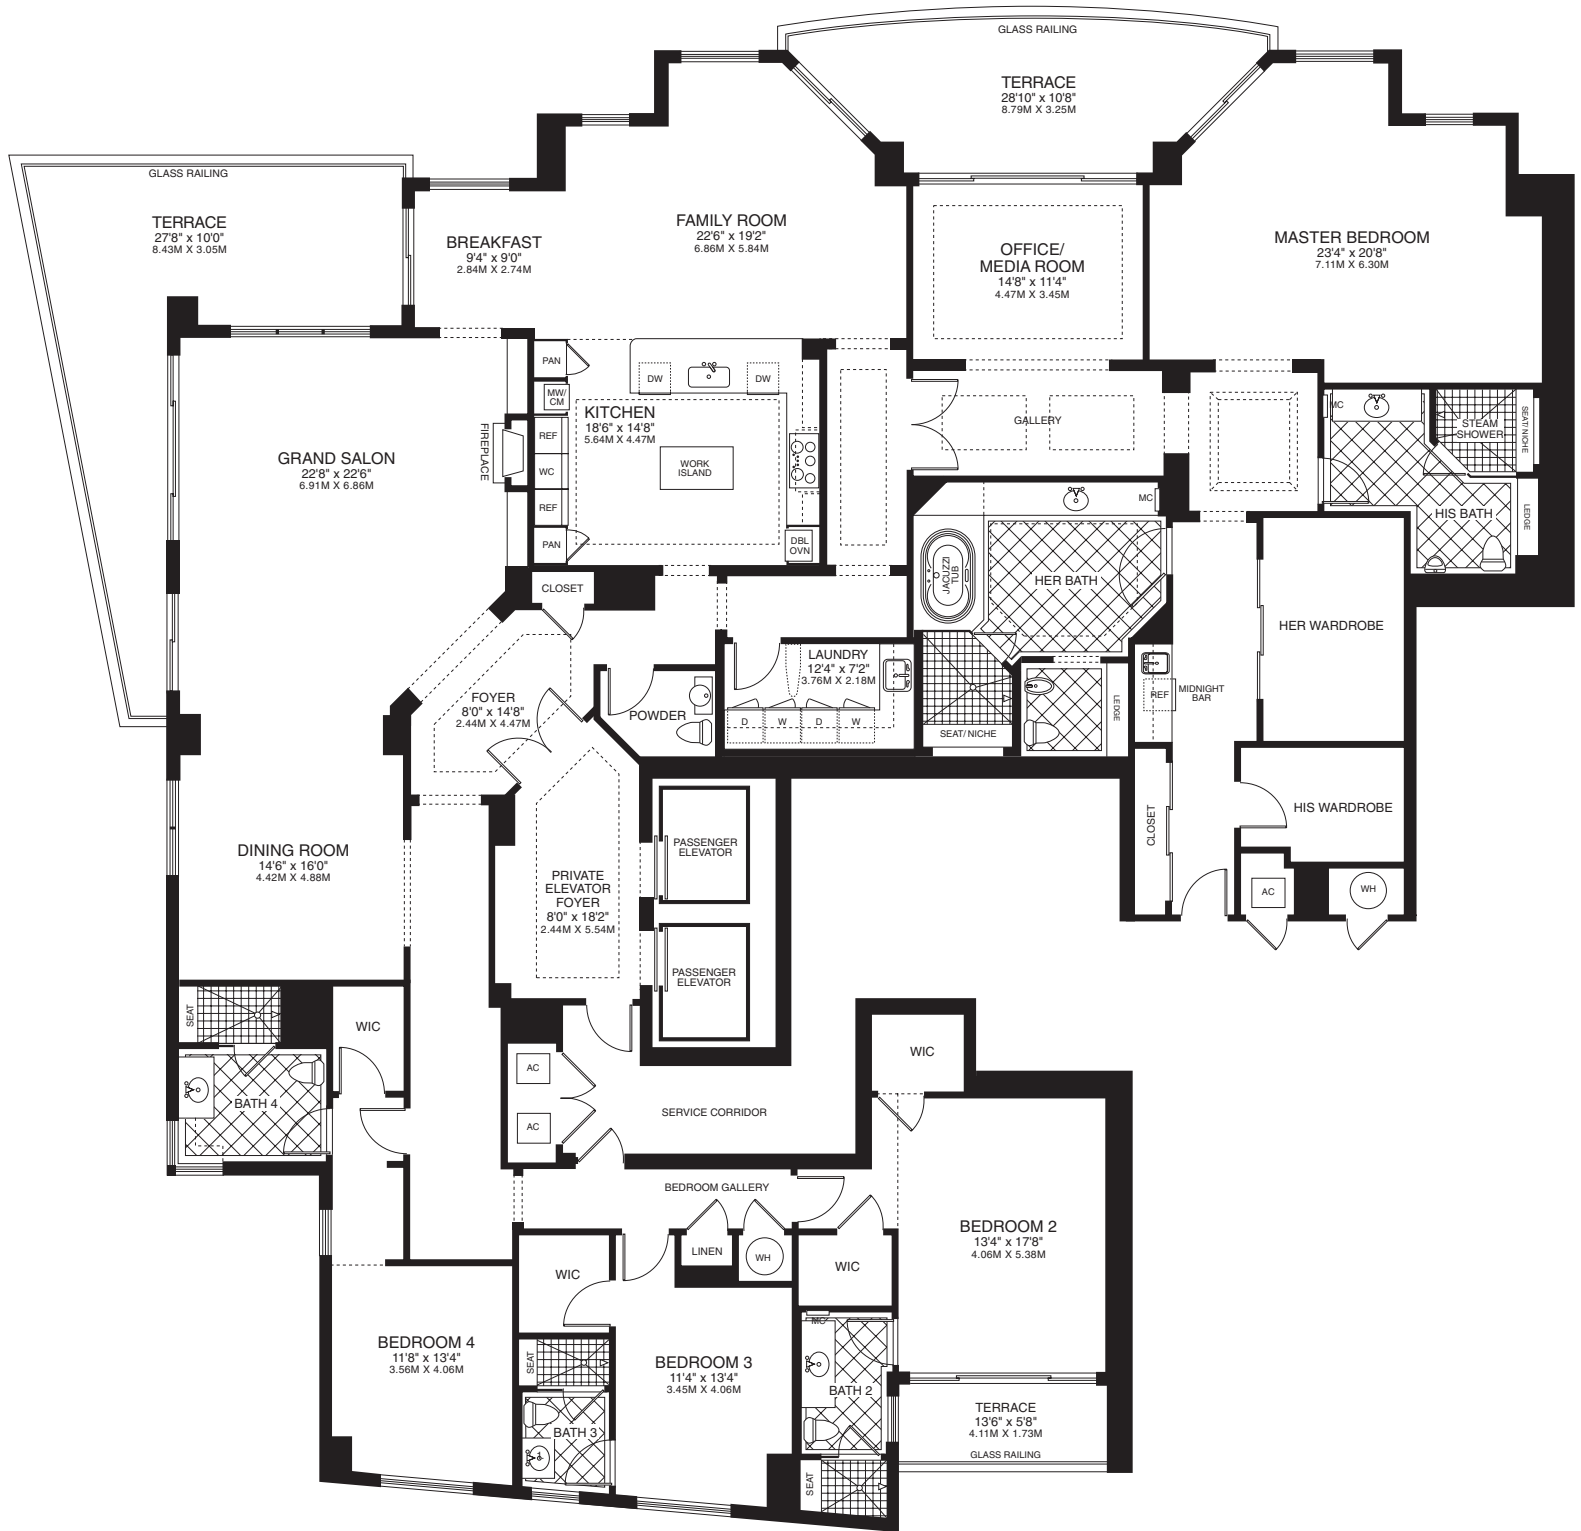 GLASS RAILING
TERRACE
28'10" x 10'8"
8.79M X 3.25M
GLASS RAILING
TERRACE
27'8" x 10'0"
8.43M X 3.05M
BREAKFAST
9'4" x 9'0"
2.84M X 2.74M
FAMILY ROOM
22'6" x 19'2"
6.86M X 5.84M
OFFICE/
MEDIA ROOM
14'8" x 11'4"
4.47M X 3.45M
MASTER BEDROOM
23'4" x 20'8"
7.11M X 6.30M
PAN
MW/
CM
REF
WC
REF
PAN
DW
DW
KITCHEN
18'6" x 14'8"
5.64M X 4.47M
WORK
ISLAND
DBL
OVN
GALLERY
MC
STEAM
SHOWER
SEAT/NICHE
HIS BATH
LEDGE
GRAND SALON
22'8" x 22'6"
6.91M X 6.86M
FIREPLACE
CLOSET
MC
JACUZZI
TUB
HER BATH
HER WARDROBE
FOYER
8'0" x 14'8"
2.44M X 4.47M
POWDER
LAUNDRY
12'4" x 7'2"
3.76M X 2.18M
D
W
D
W
SEAT/NICHE
LEDGE
REF
MIDNIGHT
BAR
HIS WARDROBE
CLOSET
AC
WH
DINING ROOM
14'6" x 16'0"
4.42M X 4.88M
PRIVATE
ELEVATOR
FOYER
8'0" x 18'2"
2.44M X 5.54M
PASSENGER
ELEVATOR
PASSENGER
ELEVATOR
SEAT
WIC
BATH 4
AC
AC
SERVICE CORRIDOR
WIC
BEDROOM GALLERY
LINEN
WH
WIC
WIC
BEDROOM 2
13'4" x 17'8"
4.06M X 5.38M
BEDROOM 4
11'8" x 13'4"
3.56M X 4.06M
SEAT
BATH 3
BEDROOM 3
11'4" x 13'4"
3.45M X 4.06M
MC
BATH 2
SEAT
TERRACE
13'6" x 5'8"
4.11M X 1.73M
GLASS RAILING